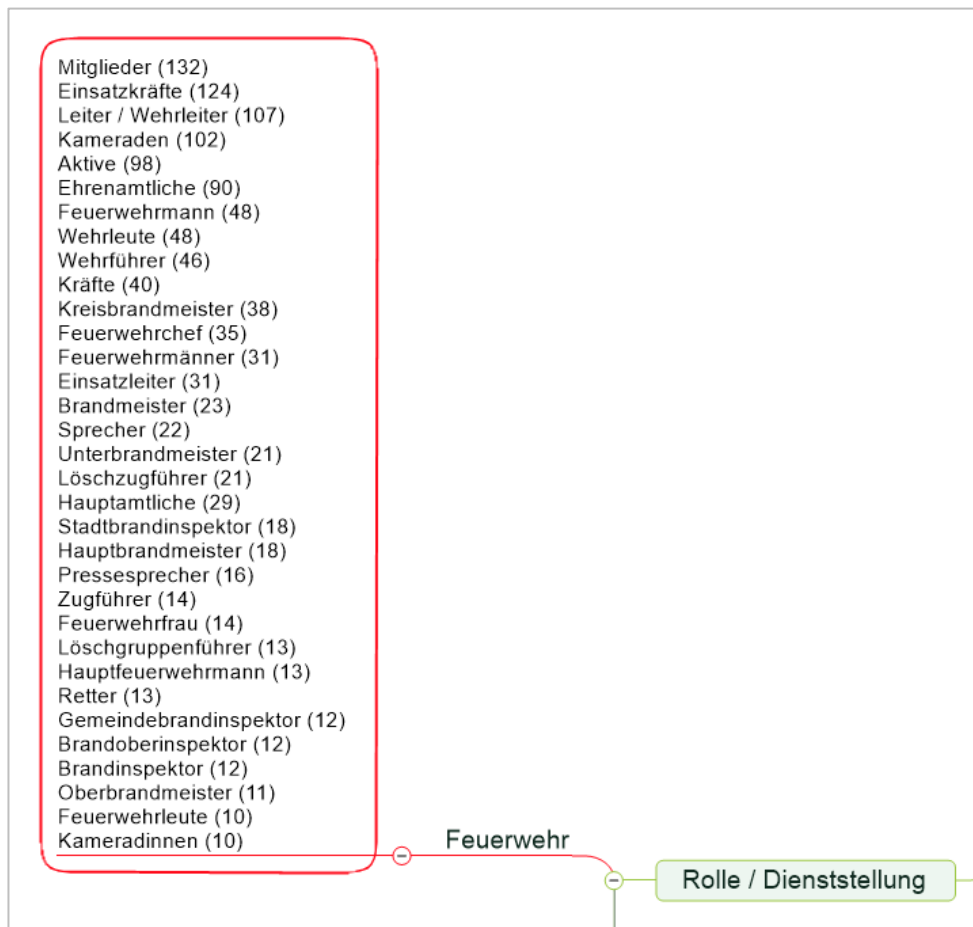 Mitglieder (132)
Einsatzkräfte (124)
Leiter / Wehrleiter (107)
Kameraden (102)
Aktive (98)
Ehrenamtliche (90)
Feuerwehrmann (48)
Wehrleute (48)
Wehrführer (46)
Kräfte (40)
Kreisbrandmeister (38)
Feuerwehrchef (35)
Feuerwehrmänner (31)
Einsatzleiter (31)
Brandmeister (23)
Sprecher (22)
Unterbrandmeister (21)
Löschzugführer (21)
Hauptamtliche (29)
Stadtbrandinspektor (18)
Hauptbrandmeister (18)
Pressesprecher (16)
Zugführer (14)
Feuerwehrfrau (14)
Löschgruppenführer (13)
Hauptfeuerwehrmann (13)
Retter (13)
Gemeindebrandinspektor (12)
Brandoberinspektor (12)
Brandinspektor (12)
Oberbrandmeister (11)
Feuerwehrleute (10)
Kameradinnen (10)
Feuerwehr
Rolle / Dienststellung